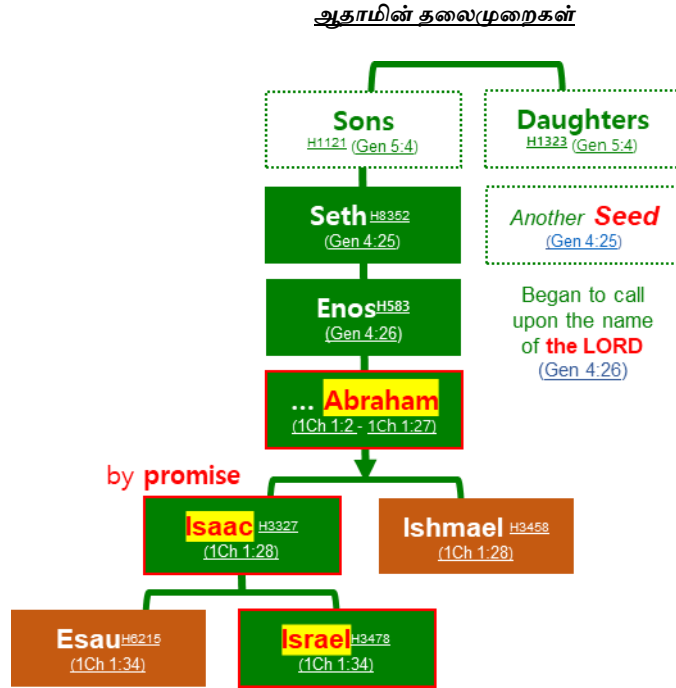 ஆதாமின் தலைமுறைகள்
Sons
H1121 (Gen 5:4)
Daughters
H1323 (Gen 5:4)
Seth H8352
(Gen 4:25)
Another Seed
(Gen 4:25)
Enos H583
(Gen 4:26)
Began to call
upon the name
of the LORD
(Gen 4:26)
... Abraham
(1Ch 1:2 - 1Ch 1:27)
by promise
Isaac H3327
(1Ch 1:28)
Ishmael H3458
(1Ch 1:28)
Esau H6215
(1Ch 1:34)
Israel H3478
(1Ch 1:34)